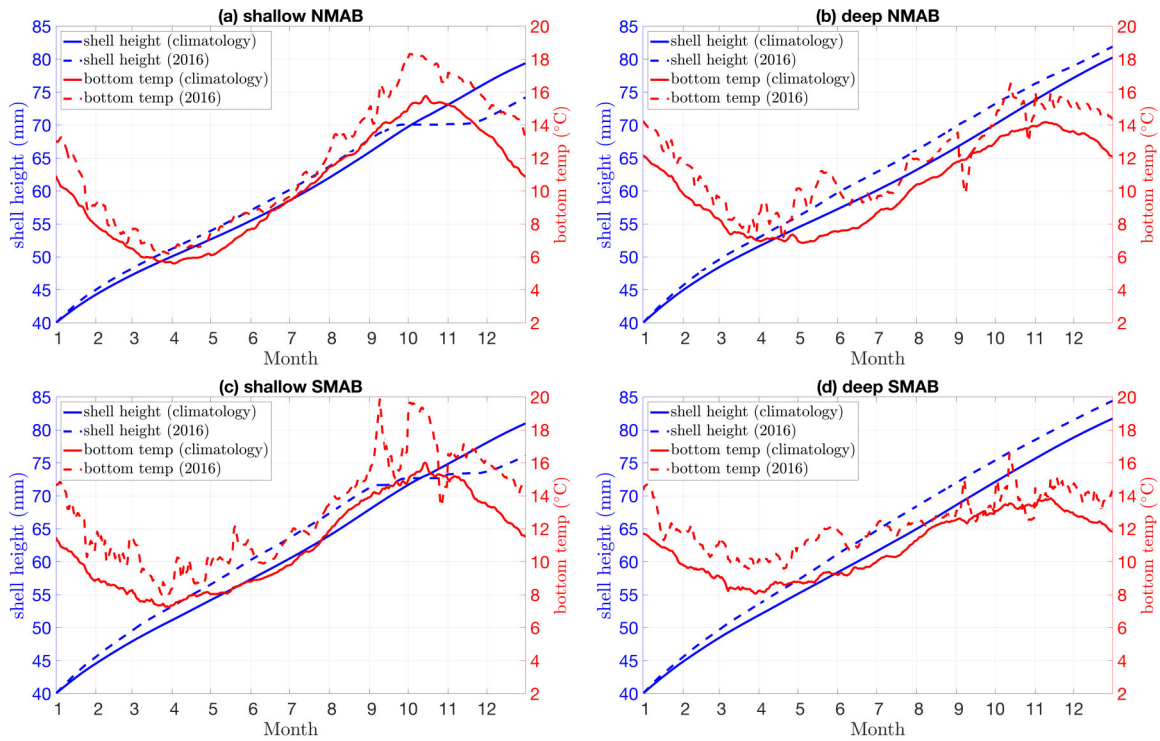 (a) shallow NMAB
85
80
75
70
65
60
55
50
45
40
shell height (mm)
shell height (climatology)
shell height (2016)
bottom temp (climatology)
bottom temp (2016)
20
18
16
14
12
10
8
6
4
2
bottom temp (°C)
1 2 3 4 5 6 7 8 9 10 11 12
Month
(b) deep NMAB
85
80
75
70
65
60
55
50
45
40
shell height (mm)
shell height (climatology)
shell height (2016)
bottom temp (climatology)
bottom temp (2016)
20
18
16
14
12
10
8
6
4
2
bottom temp (°C)
1 2 3 4 5 6 7 8 9 10 11 12
Month
(c) shallow SMAB
85
80
75
70
65
60
55
50
45
40
shell height (mm)
shell height (climatology)
shell height (2016)
bottom temp (climatology)
bottom temp (2016)
20
18
16
14
12
10
8
6
4
2
bottom temp (°C)
1 2 3 4 5 6 7 8 9 10 11 12
Month
(d) deep SMAB
85
80
75
70
65
60
55
50
45
40
shell height (mm)
shell height (climatology)
shell height (2016)
bottom temp (climatology)
bottom temp (2016)
20
18
16
14
12
10
8
6
4
2
bottom temp (°C)
1 2 3 4 5 6 7 8 9 10 11 12
Month